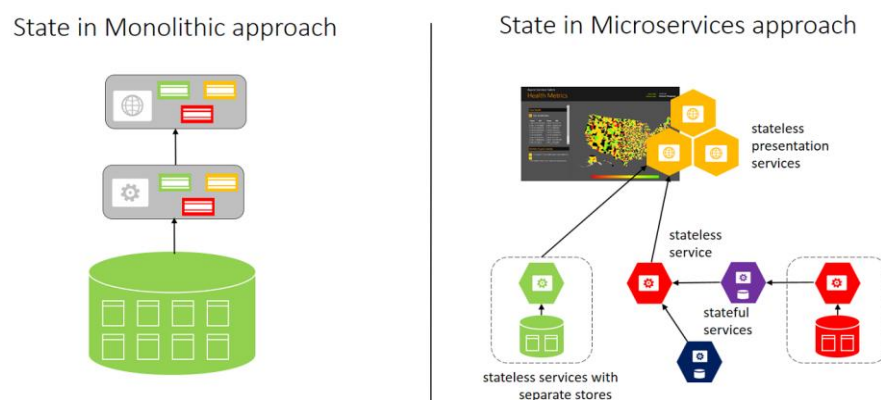 State in Monolithic approach
State in Microservices approach
Health Metrics
stateless
presentation
services
stateless
service
stateful
services
stateless services with
separate stores